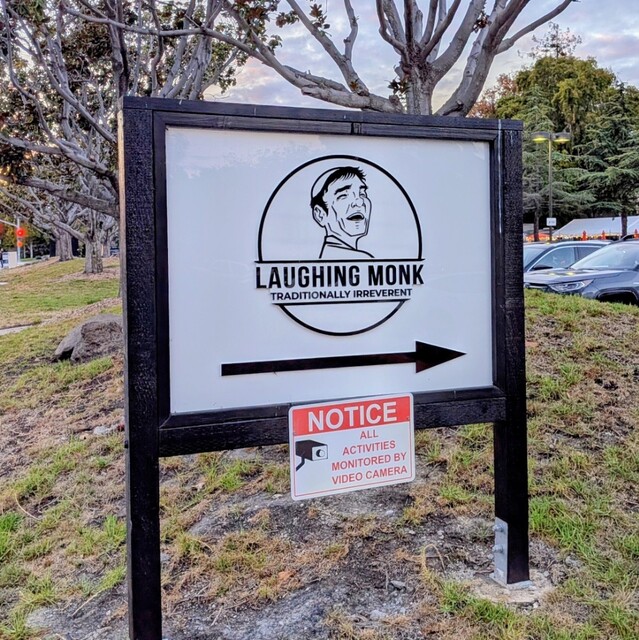 LAUGHING MONK
TRADITIONALLY IRREVERENT
NOTICE
ALL
ACTIVITIES
MONITORED BY
VIDEO CAMERA